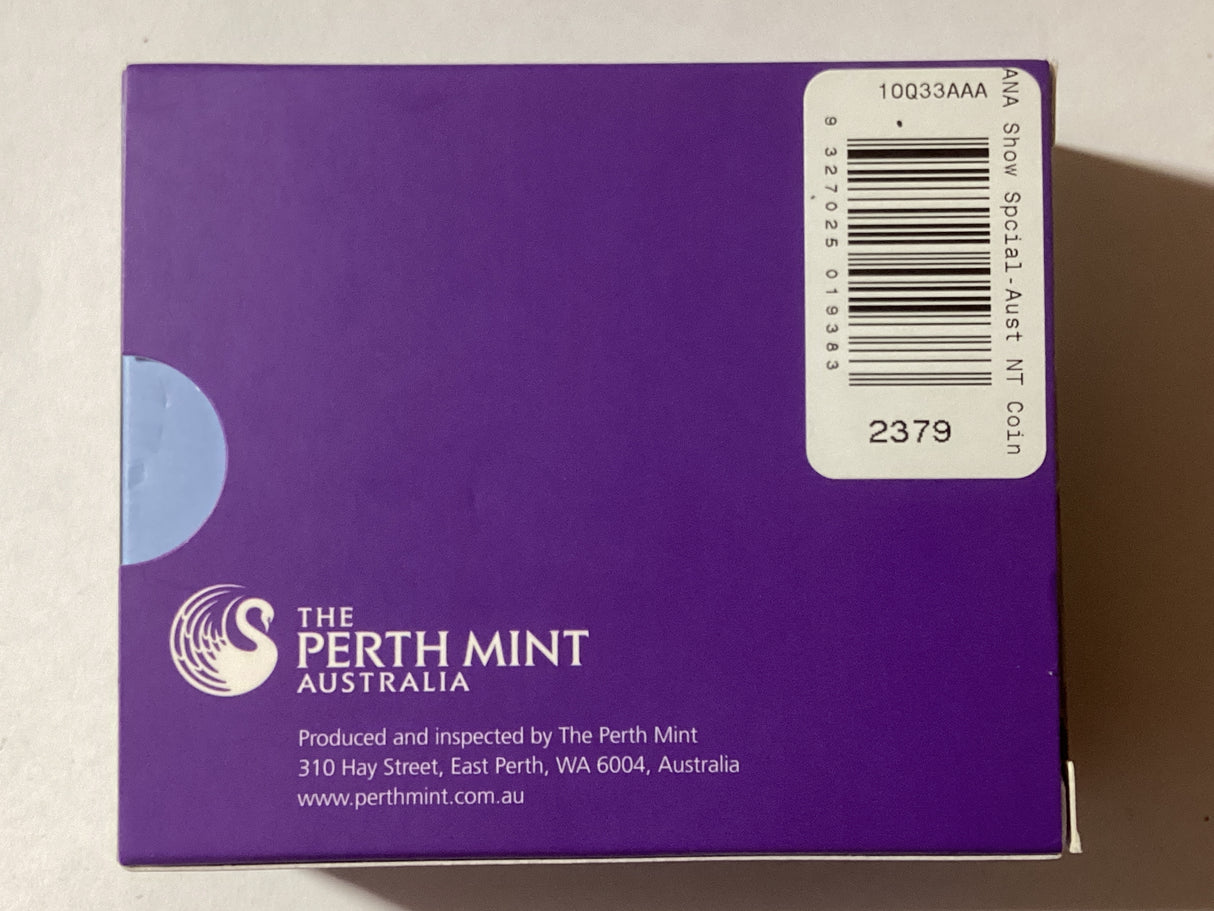 10Q33AAA
ANA Show Spcial-Aust NT Coin
9 327025 019383
2379
THE
PERTH MINT
AUSTRALIA
Produced and inspected by The Perth Mint
310 Hay Street, East Perth, WA 6004, Australia
www.perthmint.com.au